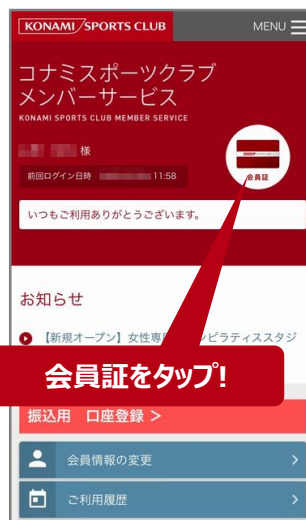 KONAMI SPORTS CLUB
MENU
コナミスポーツクラブ
メンバーサービス
KONAMI SPORTS CLUB MEMBER SERVICE
様
前回ログイン日時 11:58
会員証
いつもご利用ありがとうございます。
お知らせ
【新規オープン】女性専 ピラティススタジ
会員証をタップ!
振込用 口座登録 >
会員情報の変更 >
ご利用履歴 >